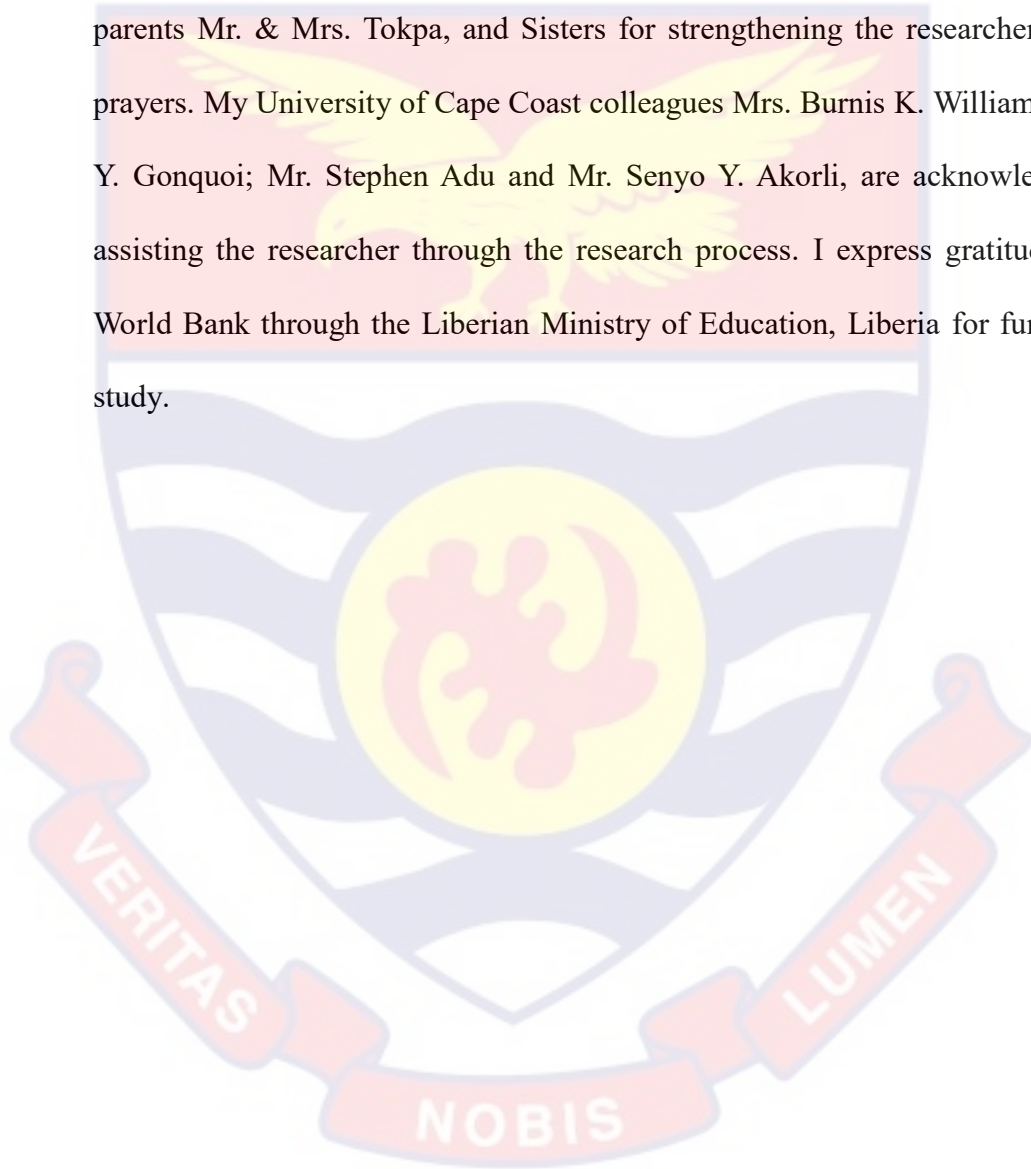 parents Mr. & Mrs. Tokpa, and Sisters for strengthening the researcher
prayers. My University of Cape Coast colleagues Mrs. Burnis K. William
Y. Gonquoi; Mr. Stephen Adu and Mr. Senyo Y. Akorli, are acknowle
assisting the researcher through the research process. I express gratitu
World Bank through the Liberian Ministry of Education, Liberia for fu
study.
VERITAS
NOBIS
LUMEN